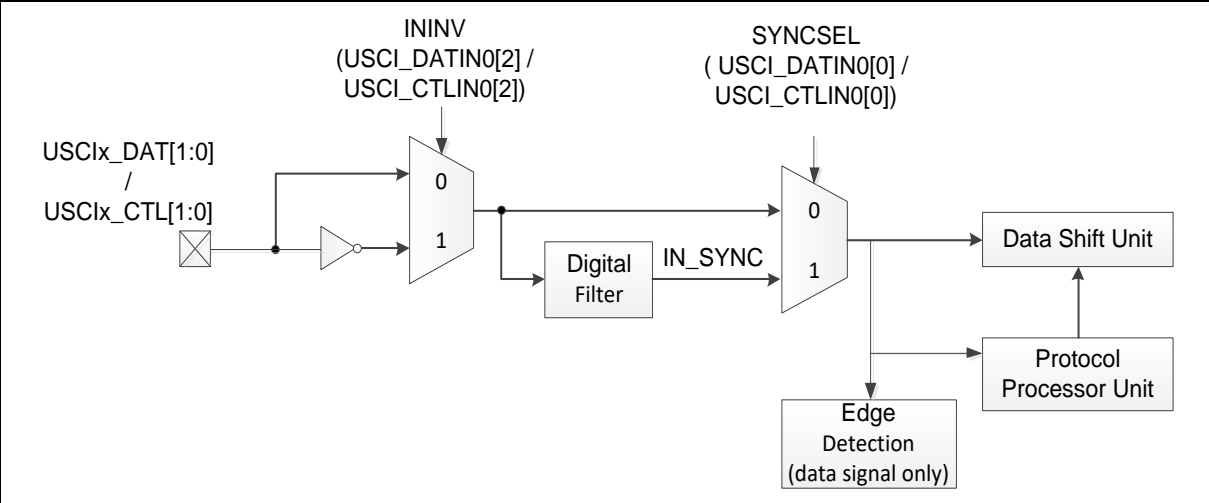 ININV
(USCI_DATIN0[2] /
USCI_CTLIN0[2])
SYNCSEL
( USCI_DATIN0[0] /
USCI_CTLIN0[0])
USCIx_DAT[1:0]
/
USCIx_CTL[1:0]
0
1
Digital
Filter
IN_SYNC
0
1
Data Shift Unit
Protocol
Processor Unit
Edge
Detection
(data signal only)